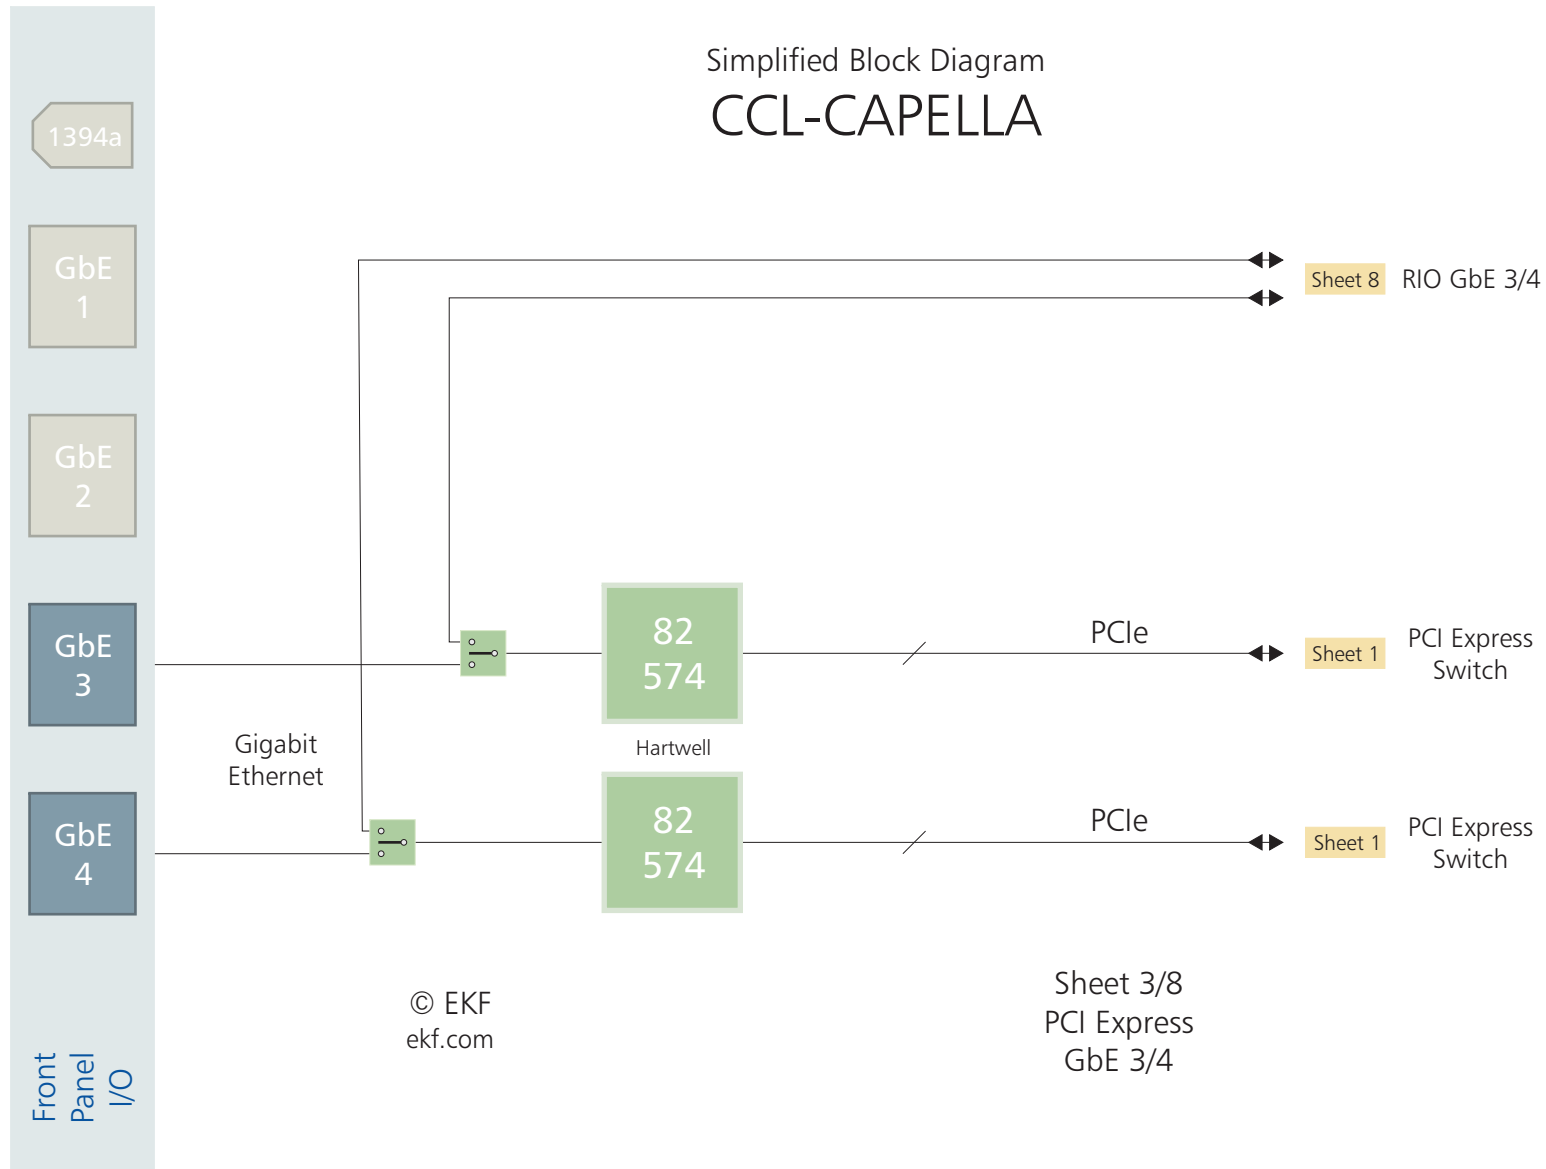 Simplified Block Diagram
CCL-CAPELLA
1394a
GbE
1
GbE
2
GbE
3
GbE
4
Front
Panel
I/O
Gigabit
Ethernet
82
574
Hartwell
82
574
PCIe
PCIe
Sheet 8
RIO GbE 3/4
Sheet 1
PCI Express
Switch
Sheet 1
PCI Express
Switch
© EKF
ekf.com
Sheet 3/8
PCI Express
GbE 3/4